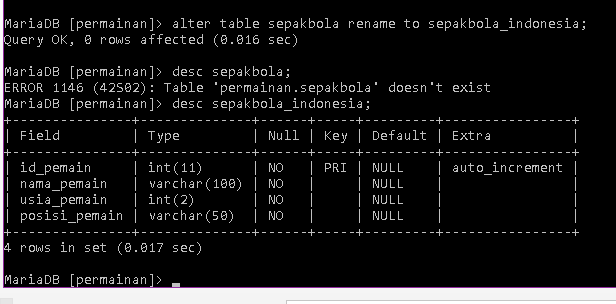 MariaDB [permainan]> alter table sepakbola rename to sepakbola_indonesia;
Query OK, 0 rows affected (0.016 sec)
MariaDB [permainan]> desc sepakbola;
ERROR 1146 (42S02): Table 'permainan.sepakbola' doesn't exist
MariaDB [permainan]> desc sepakbola_indonesia;
+---------------+--------------+------+-----+---------+----------------+
| Field         | Type         | Null | Key | Default | Extra          |
+---------------+--------------+------+-----+---------+----------------+
| id_pemain     | int(11)      | NO   | PRI | NULL    | auto_increment |
| nama_pemain   | varchar(100) | NO   |     | NULL    |                |
| usia_pemain   | int(2)       | NO   |     | NULL    |                |
| posisi_pemain | varchar(50)  | NO   |     | NULL    |                |
+---------------+--------------+------+-----+---------+----------------+
4 rows in set (0.017 sec)
MariaDB [permainan]> _